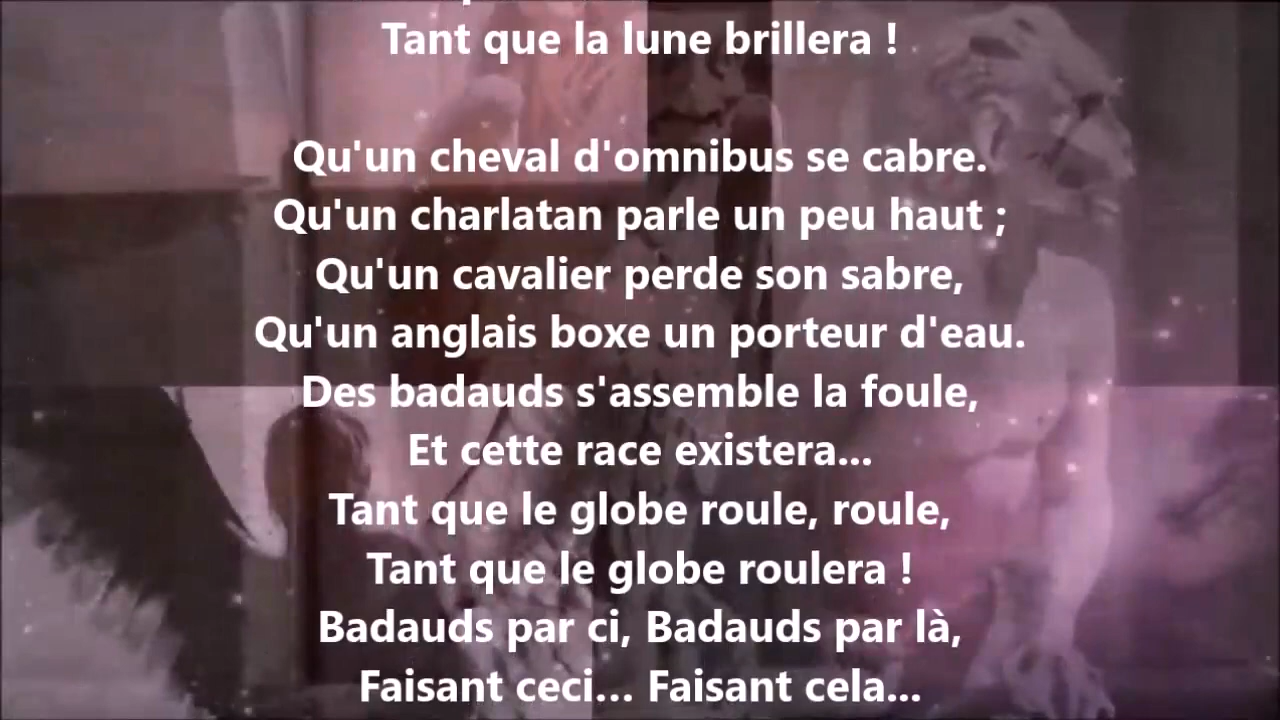 Tant que la lune brillera !
Qu'un cheval d'omnibus se cabre.
Qu'un charlatan parle un peu haut ;
Qu'un cavalier perde son sabre,
Qu'un anglais boxe un porteur d'eau.
Des badauds s'assemble la foule,
Et cette race existera...
Tant que le globe roule, roule,
Tant que le globe roulera !
Badauds par ci, Badauds par là,
Faisant ceci... Faisant cela...